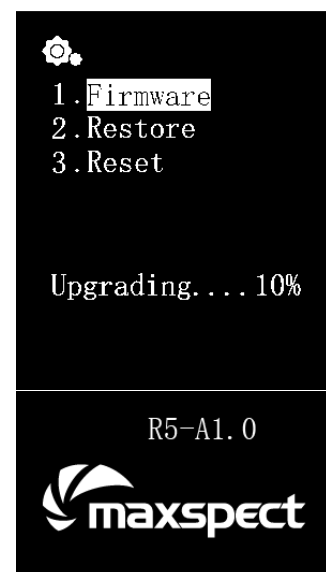 1.Firmware
2.Restore
3.Reset
Upgrading....10%
R5-A1.0
maxspect